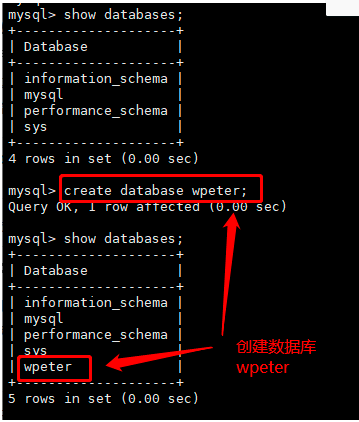 mysql> show databases;
+--------------------+
| Database           |
+--------------------+
| information_schema |
| mysql              |
| performance_schema |
| sys                |
+--------------------+
4 rows in set (0.00 sec)
mysql> create database wpeter;
Query OK, 1 row affected (0.00 sec)
mysql> show databases;
+--------------------+
| Database           |
+--------------------+
| information_schema |
| mysql              |
| performance_schema |
| sys                |
| wpeter             |
+--------------------+
5 rows in set (0.00 sec)
创建数据库
wpeter